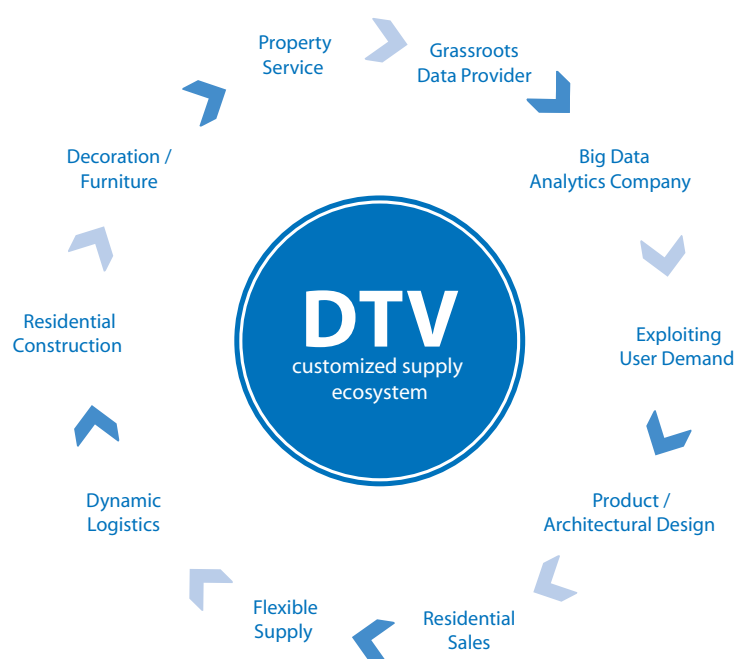 Property
Service
Grassroots
Data Provider
Big Data
Analytics Company
Exploiting
User Demand
Product /
Architectural Design
Residential
Sales
Flexible
Supply
Dynamic
Logistics
Residential
Construction
Decoration /
Furniture
DTV
customized supply
ecosystem